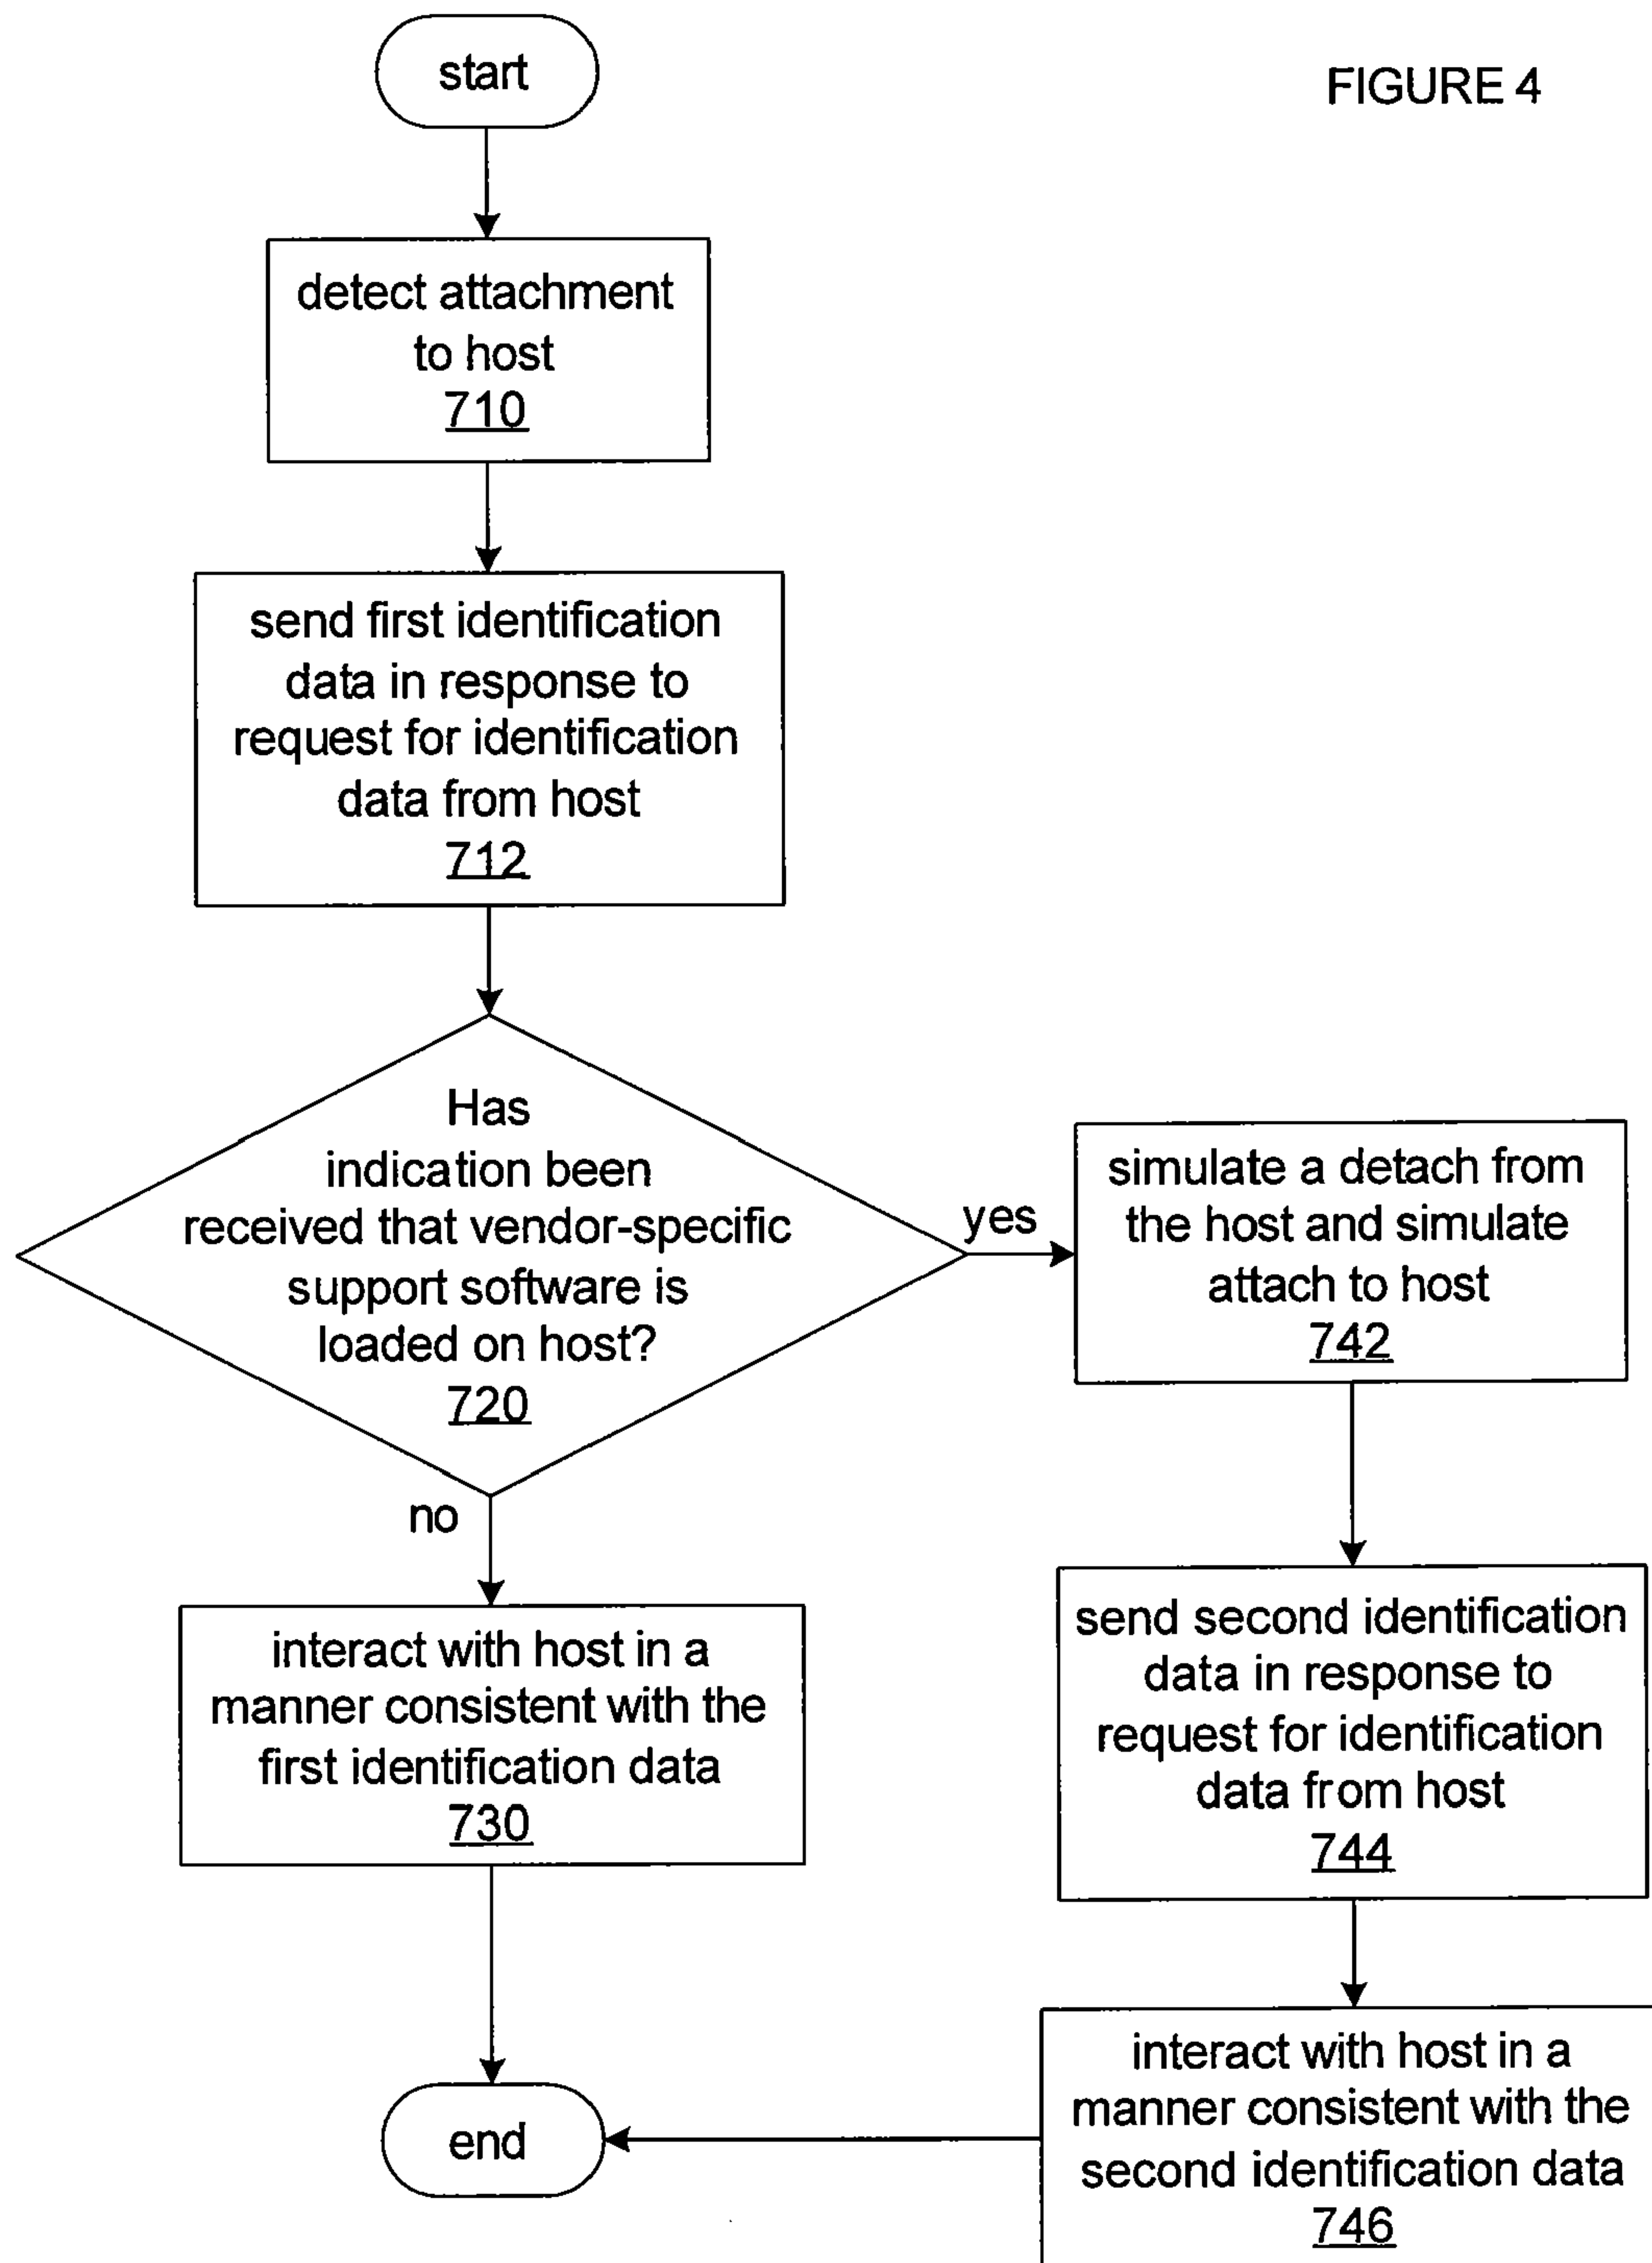 FIGURE 4
start
detect attachment
to host
710
send first identification
data in response to
request for identification
data from host
712
Has
indication been
received that vendor-specific
support software is
loaded on host?
720
yes
no
simulate a detach from
the host and simulate
attach to host
742
send second identification
data in response to
request for identification
data from host
744
interact with host in a
manner consistent with the
first identification data
730
interact with host in a
manner consistent with the
second identification data
746
end